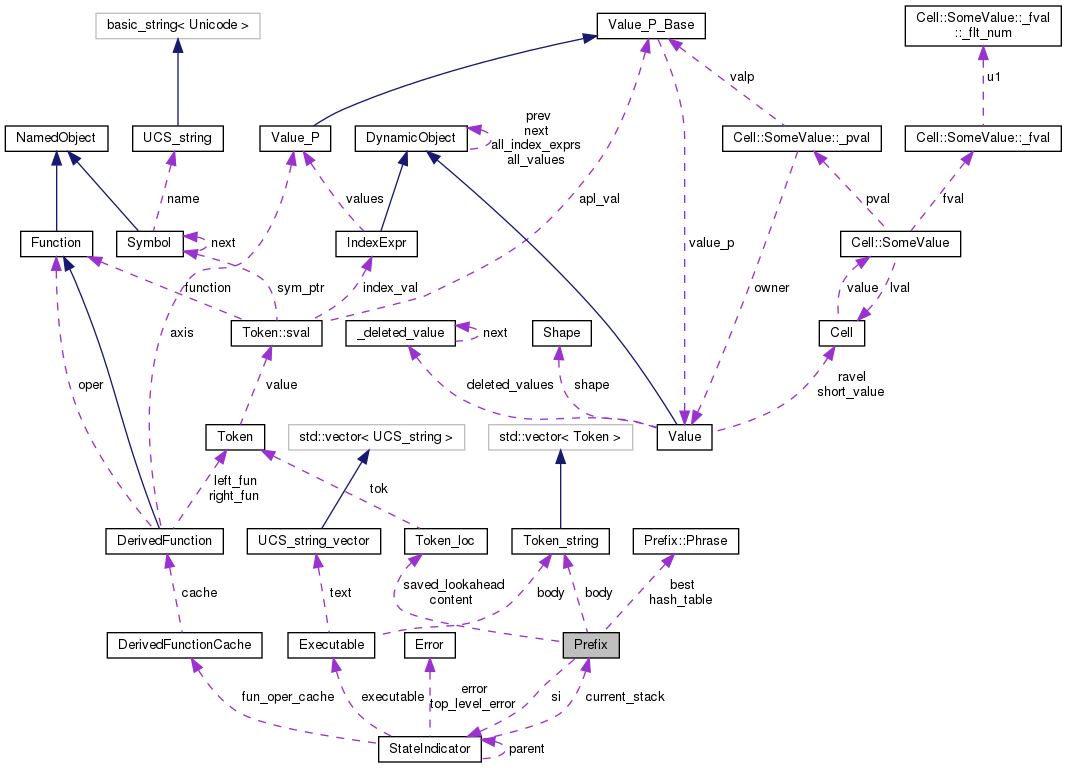 basic_string< Unicode >
Value_P_Base
Cell::SomeValue::_fval
::_flt_num
valp
u1
prev
next
all_index_exprs
all_values
NamedObject
UCS_string
Value_P
DynamicObject
Cell::SomeValue::_pval
Cell::SomeValue::_fval
name
values
apl_val
pval
fval
Function
Symbol
next
IndexExpr
value_p
Cell::SomeValue
function
sym_ptr
index_val
owner
value
lval
axis
Token::sval
_deleted_value
next
Shape
Cell
oper
value
deleted_values
shape
ravel
short_value
Token
std::vector< UCS_string >
std::vector< Token >
Value
left_fun
right_fun
tok
DerivedFunction
UCS_string_vector
Token_loc
Token_string
Prefix::Phrase
cache
text
saved_lookahead
content
body
body
best
hash_table
DerivedFunctionCache
Executable
Error
Prefix
fun_oper_cache
executable
error
top_level_error
si
current_stack
StateIndicator
parent